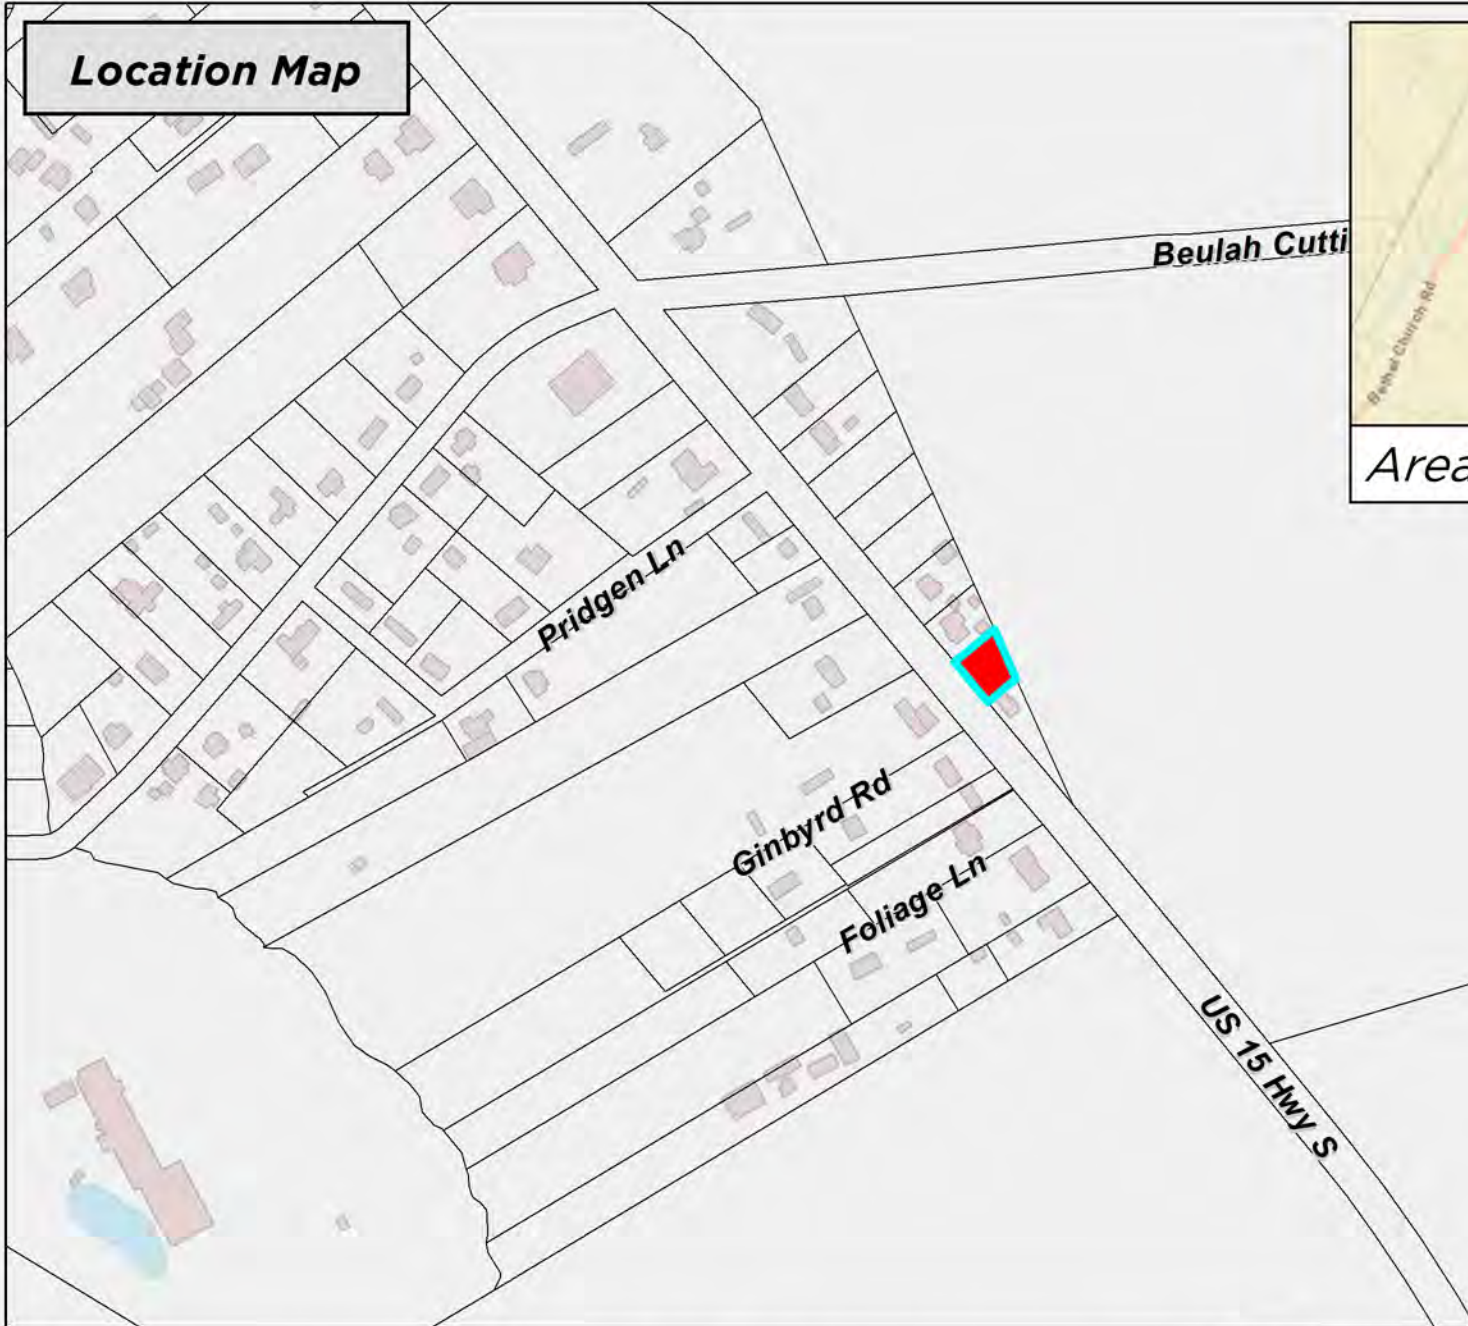 Location Map
Beulah Cutti
Bethel Church Rd
Area
Pridgen Ln
Ginbyrd Rd
Foliage Ln
US 15 Hwy S